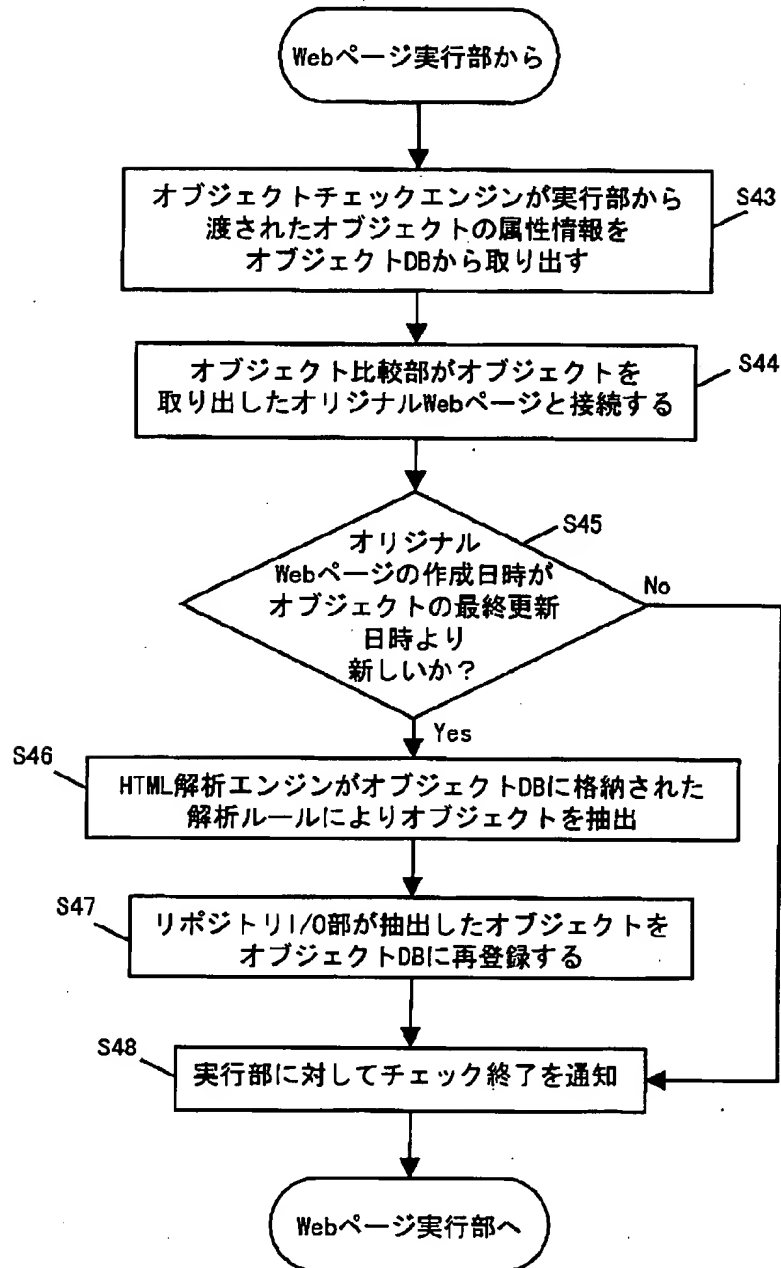 Webページ実行部から
オブジェクトチェックエンジンが実行部から
渡されたオブジェクトの属性情報を
オブジェクトDBから取り出す
S43
オブジェクト比較部がオブジェクトを
取り出したオリジナルWebページと接続する
S44
S45
オリジナル
Webページの作成日時が
オブジェクトの最終更新
日時より
新しいか？
No
Yes
S46
HTML解析エンジンがオブジェクトDBに格納された
解析ルールによりオブジェクトを抽出
S47
リポジトリI/O部が抽出したオブジェクトを
オブジェクトDBに再登録する
S48
実行部に対してチェック終了を通知
Webページ実行部へ